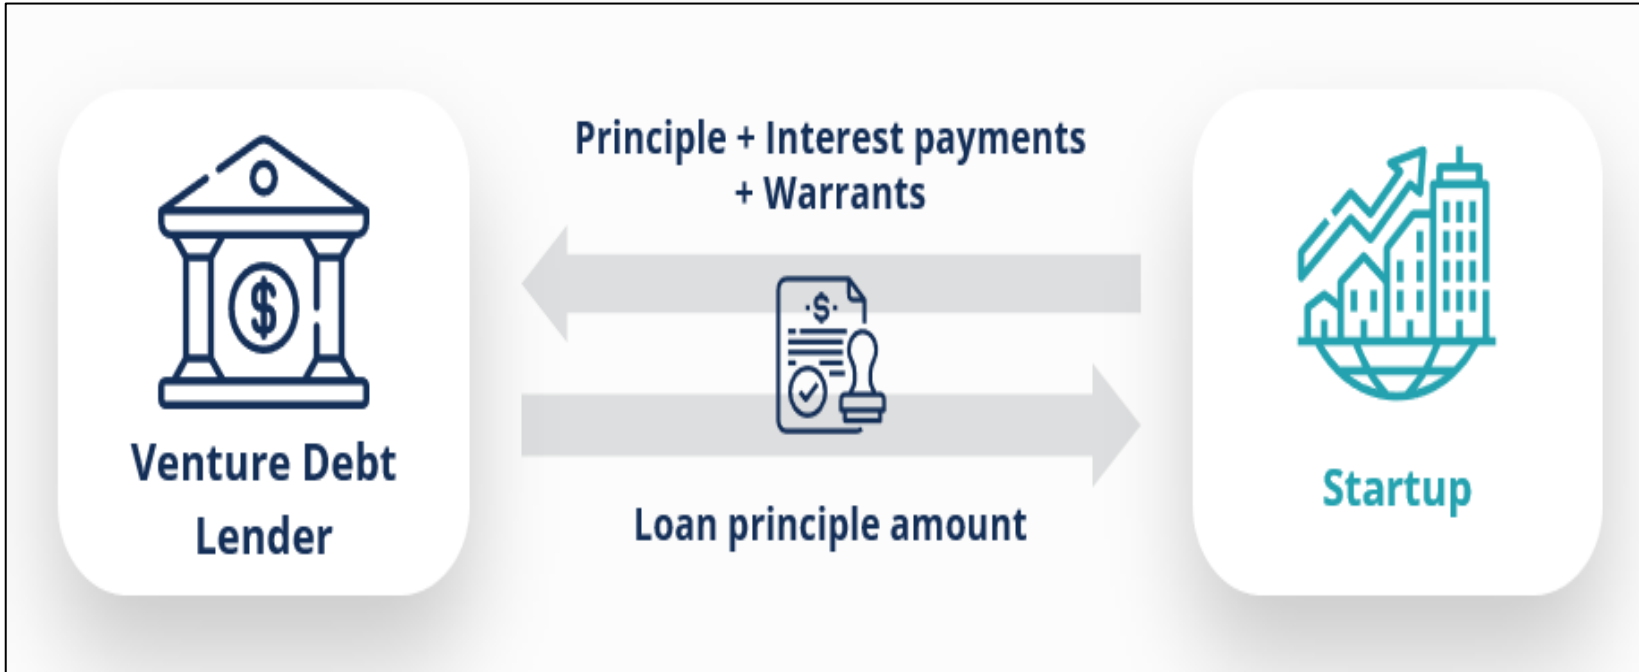 Principle + Interest payments
+ Warrants
$
$
Venture Debt
Lender
Loan principle amount
Startup